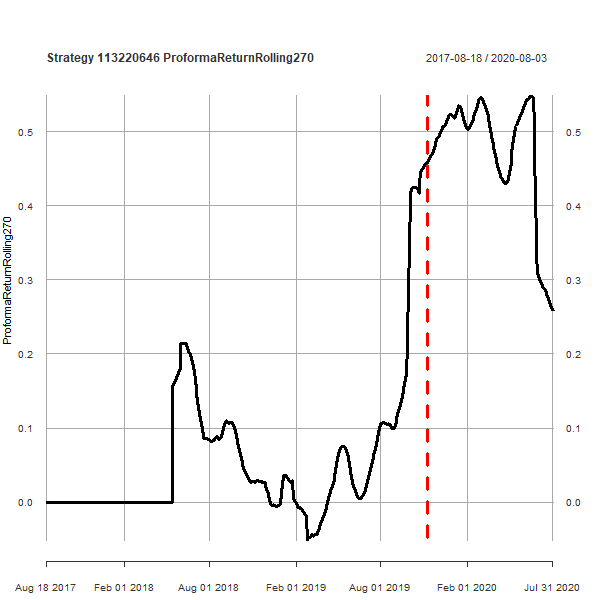 Strategy 113220646 ProformaReturnRolling270
2017-08-18 / 2020-08-03
ProformaReturnRolling270
0.5
0.4
0.3
0.2
0.1
0.0
0.5
0.4
0.3
0.2
0.1
0.0
Aug 18 2017
Feb 01 2018
Aug 01 2018
Feb 01 2019
Aug 01 2019
Feb 01 2020
Jul 31 2020